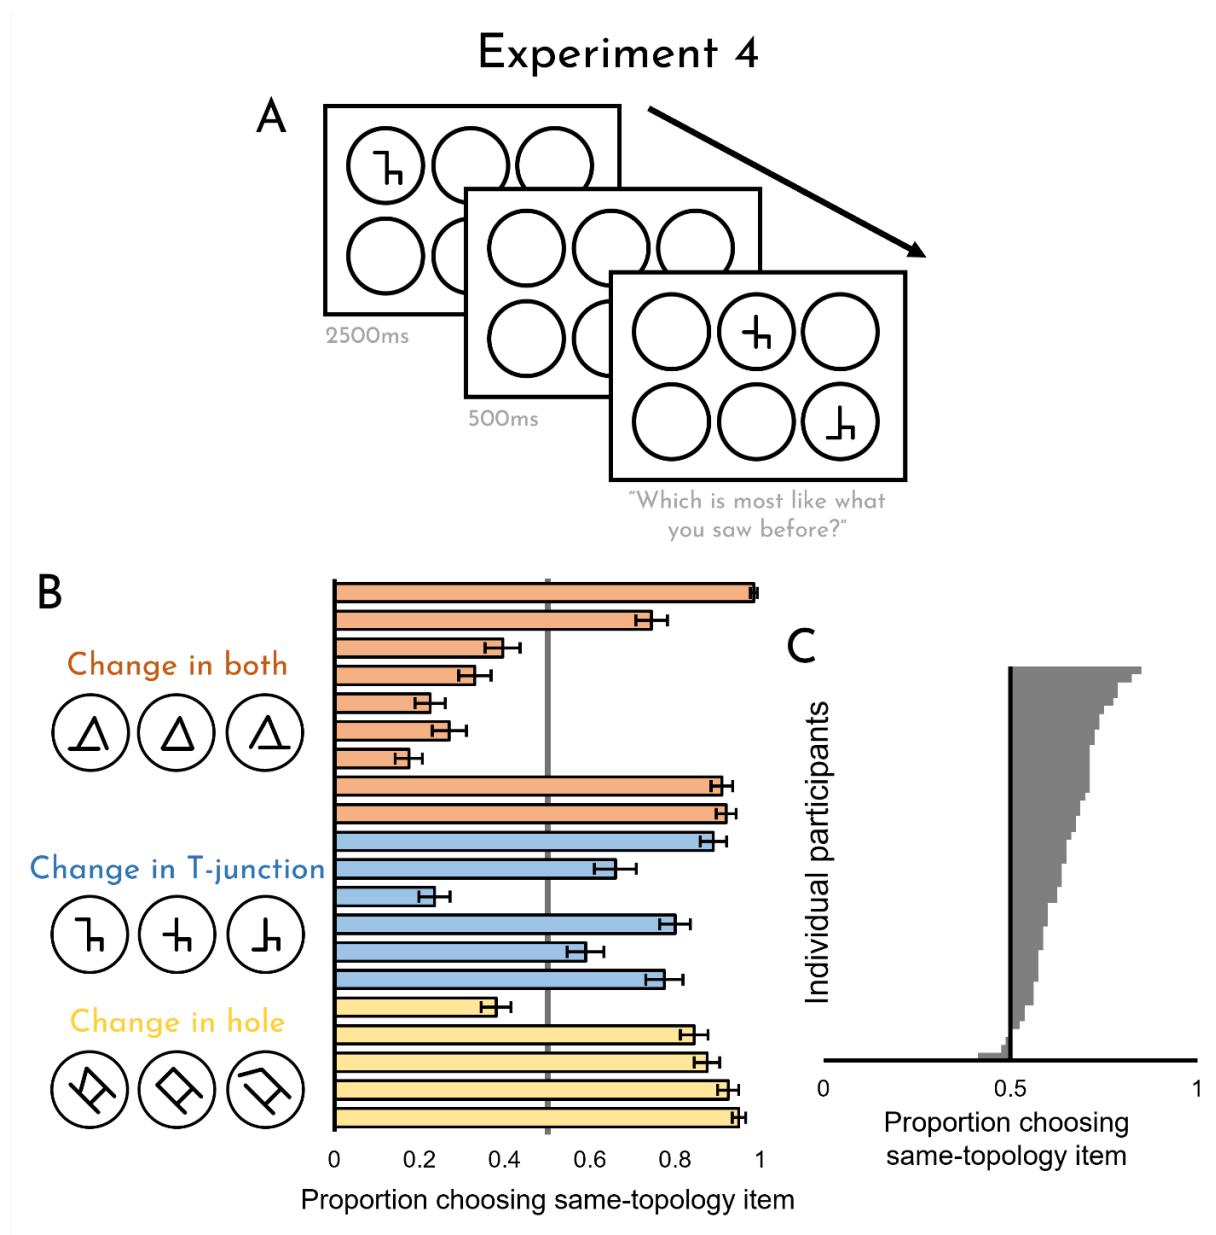 Experiment 4
A
2500ms
500ms
"Which is most like what
you saw before?"
B
Change in both
Change in T-junction
Change in hole
0 0.2 0.4 0.6 0.8 1
Proportion choosing same-topology item
C
Individual participants
0 0.5 1
Proportion choosing
same-topology item